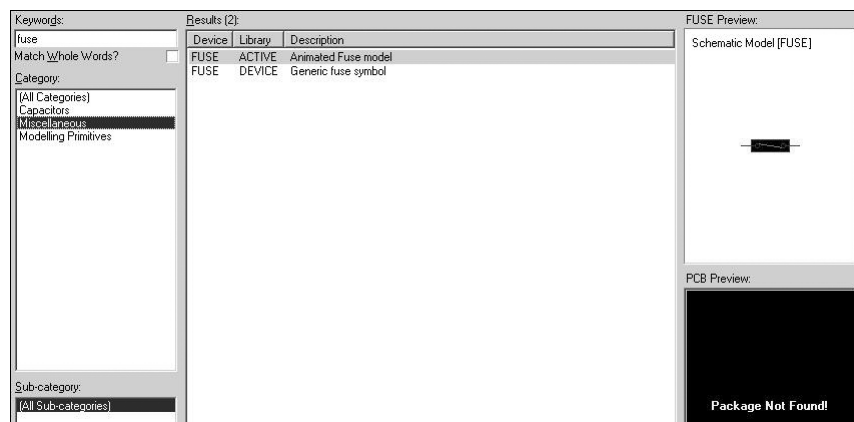 Keywords:
fuse
Match Whole Words?
Category:
(All Categories)
Capacitors
Miscellaneous
Modelling Primitives
Sub-category:
(All Sub-categories)
Results (2):
Device Library Description
FUSE ACTIVE Animated Fuse model
FUSE DEVICE Generic fuse symbol
FUSE Preview:
Schematic Model [FUSE]
PCB Preview:
Package Not Found!